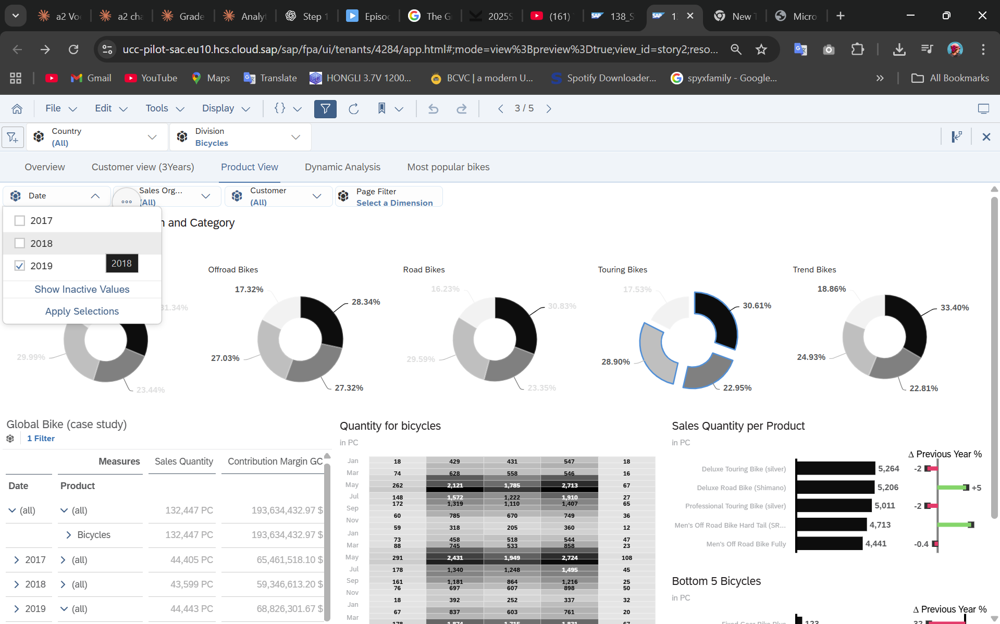 a2 Voc
a2 cha
Grade
Analyt
Step 1
Episo
The G
2025S
(161)
138_S
1
New T
Micro
ucc-pilot-sac.eu10.hcs.cloud.sap/sap/fpa/ui/tenants/4284/app.html#;mode=view%3Bpreview%3Dtrue;view_id=story2;reso...
Gmail
YouTube
Maps
Translate
HONGLI 3.7V 1200...
BCVC | a modern U...
Spotify Downloader...
spyxfamily - Google...
All Bookmarks
File
Edit
Tools
Display
3 / 5
Country
(All)
Division
Bicycles
Overview
Customer view (3Years)
Product View
Dynamic Analysis
Most popular bikes
Date
Sales Org...
(All)
Customer
(All)
Page Filter
Select a Dimension
2017
2018
2019
2018
Show Inactive Values
Apply Selections
and Category
31.34%
29.99%
23.44%
Offroad Bikes
17.32%
28.34%
27.03%
27.32%
Road Bikes
16.23%
30.83%
29.59%
23.35%
Touring Bikes
17.53%
30.61%
28.90%
22.95%
Trend Bikes
18.86%
33.40%
24.93%
22.81%
Global Bike (case study)
1 Filter
Measures Sales Quantity Contribution Margin GC
Date Product
(all) (all) 132,447 PC 193,634,432.97 $
Bicycles 132,447 PC 193,634,432.97 $
2017 (all) 44,405 PC 65,461,518.10 $
2018 (all) 43,599 PC 59,346,613.20 $
2019 (all) 44,443 PC 68,826,301.67 $
Quantity for bicycles
in PC
Jan 18 429 431 547 18
Mar 74 628 558 546 16
May 262 2,121 1,785 2,713 67
Jul 148 1,572 1,222 1,910 27
Sep 172 1,319 1,110 1,407 65
Nov 60 785 670 749 36
59 318 205 360 12
Jan 73 458 518 544 47
Mar 88 745 533 858 23
May 291 2,431 1,949 2,724 108
Jul 178 1,340 1,248 1,495 45
Sep 161 1,181 864 1,216 25
Nov 76 697 607 898 50
18 392 252 337 32
Jan 67 837 603 761 20
Mar 178 1,874 1,715 1,831 67
Sales Quantity per Product
in PC
Δ Previous Year %
Deluxe Touring Bike (silver) 5,264 -2
Deluxe Road Bike (Shimano) 5,206 +5
Professional Touring Bike (silver) 5,011 -2
Men's Off Road Bike Hard Tail (SR... 4,713
Men's Off Road Bike Fully 4,441 -0.4
Bottom 5 Bicycles
in PC
Δ Previous Year %
Fixed Gear Bike Plus 123 32